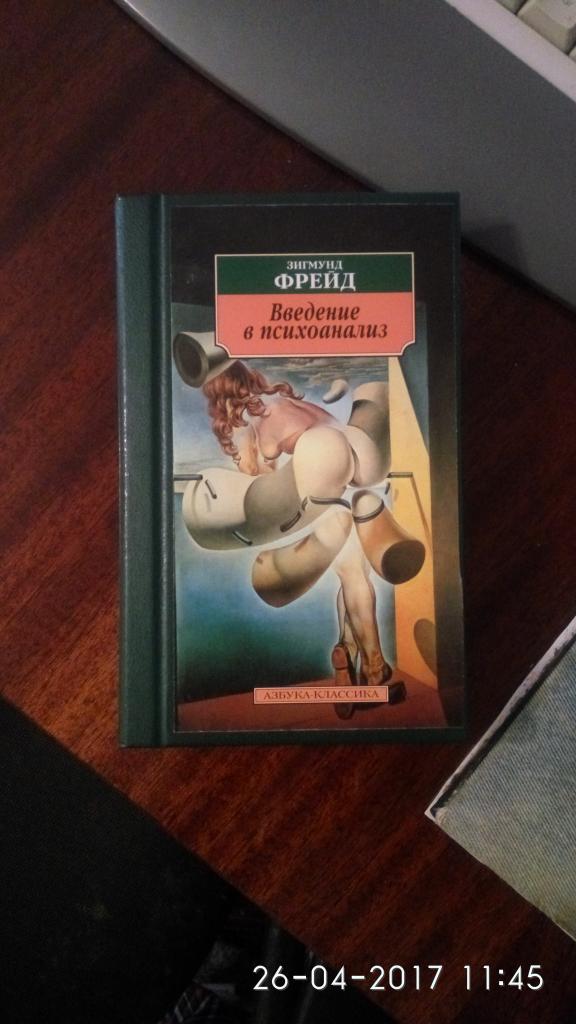 ЗИГМУНД
ФРЕЙД
Введение
в психоанализ
АЗБУКА-КЛАССИКА
26-04-2017 11:45